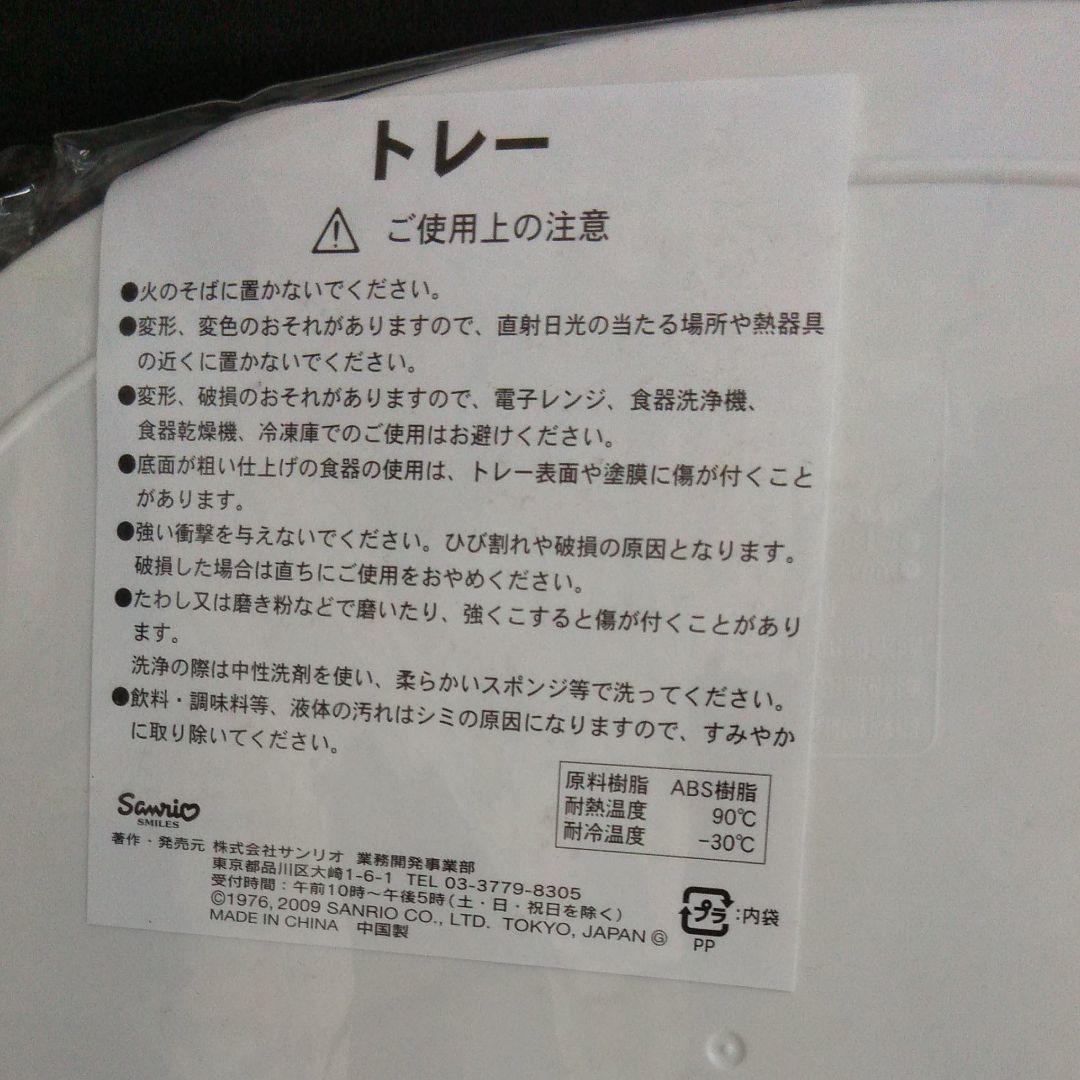 トレー
ご使用上の注意
●火のそばに置かないでください。
●変形、変色のおそれがありますので、直射日光の当たる場所や熱器具
の近くに置かないでください。
●変形、破損のおそれがありますので、電子レンジ、食器洗浄機、
食器乾燥機、冷凍庫でのご使用はお避けください。
●底面が粗い仕上げの食器の使用は、トレー表面や塗膜に傷が付くこと
があります。
●強い衝撃を与えないでください。ひび割れや破損の原因となります。
破損した場合は直ちにご使用をおやめください。
●たわし又は磨き粉などで磨いたり、強くこすると傷が付くことがあり
ます。
洗浄の際は中性洗剤を使い、柔らかいスポンジ等で洗ってください。
●飲料・調味料等、液体の汚れはシミの原因になりますので、すみやか
に取り除いてください。
原料樹脂 ABS樹脂
耐熱温度 90℃
耐冷温度 -30℃
Sanrio
SMILES
著作・発売元 株式会社サンリオ 業務開発事業部
東京都品川区大崎1-6-1 TEL 03-3779-8305
受付時間：午前10時〜午後5時(土・日・祝日を除く)
©1976, 2009 SANRIO CO., LTD. TOKYO, JAPAN Ⓖ
MADE IN CHINA 中国製
プラ：内袋
PP